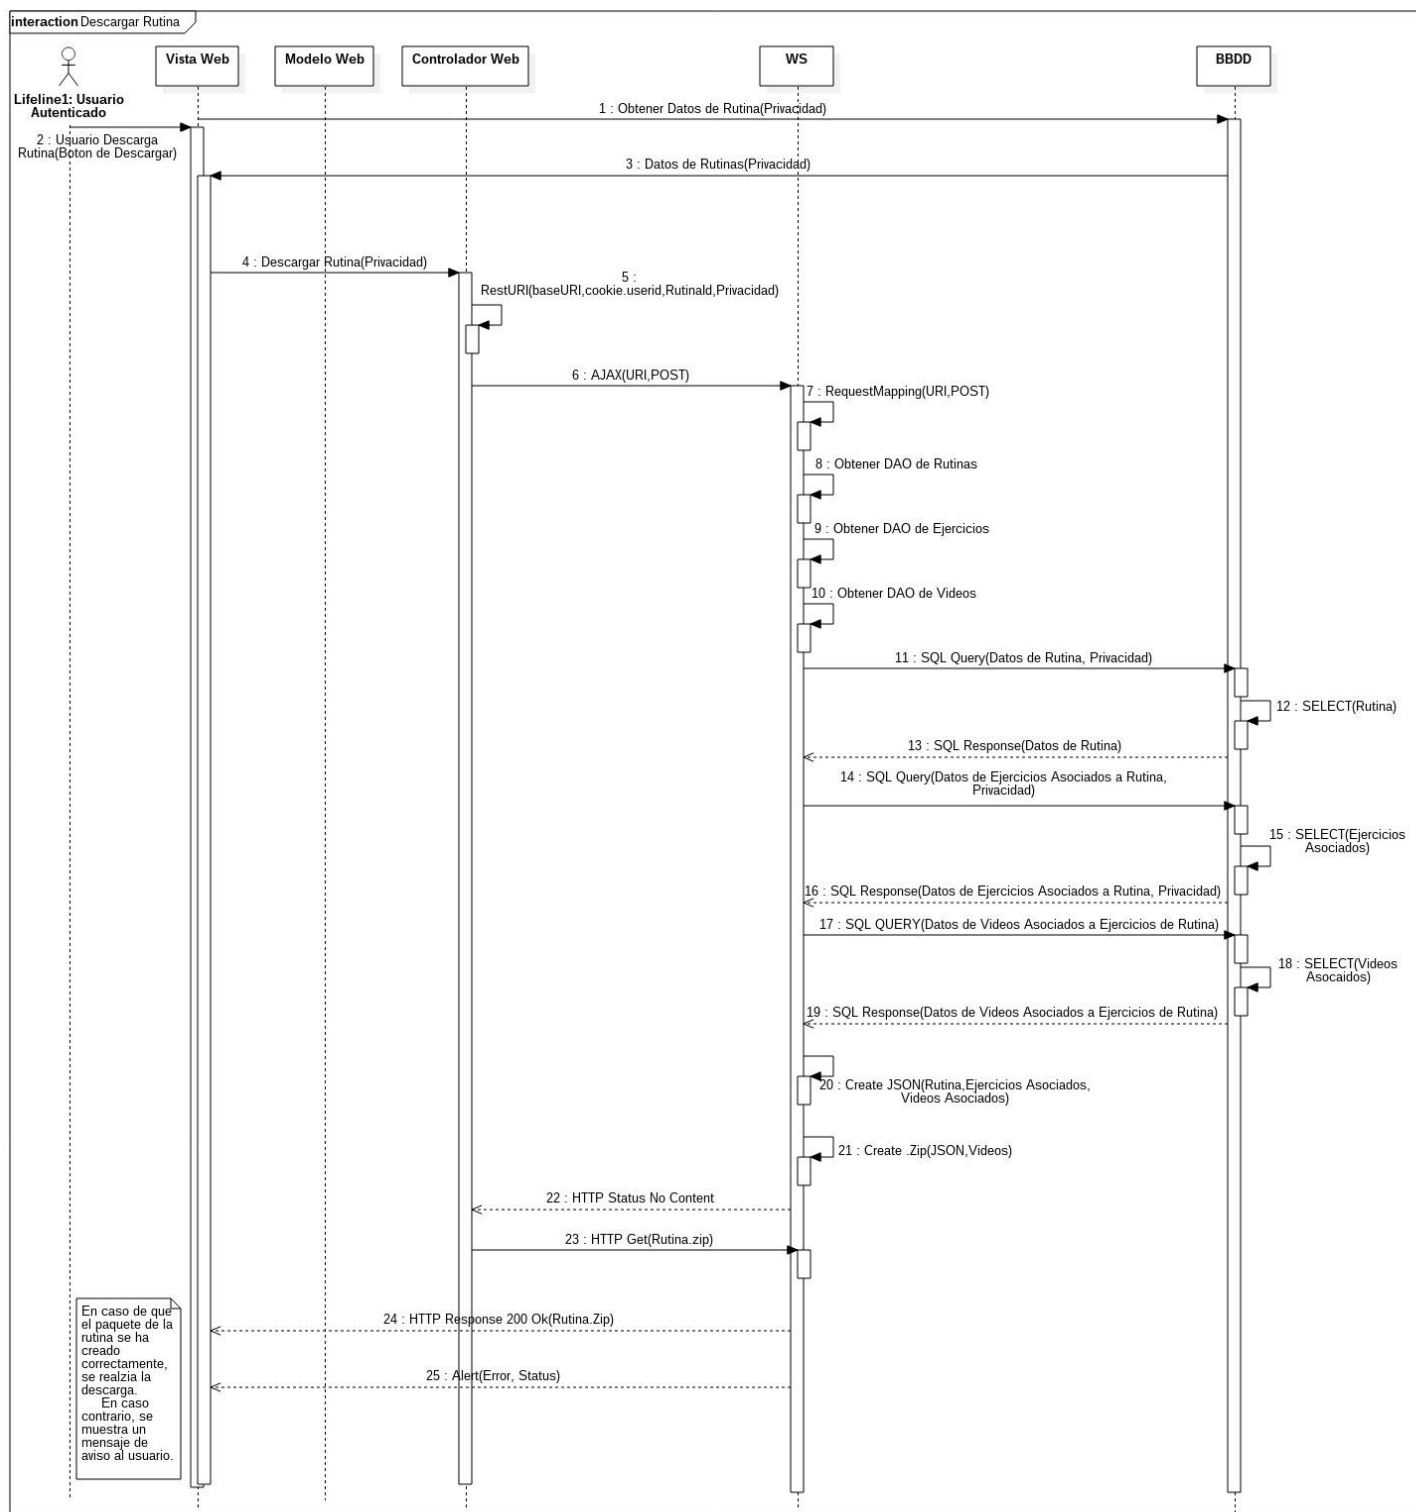 interaction Descargar Rutina
Vista Web
Modelo Web
Controlador Web
WS
BBDD
Lifeline1: Usuario
Autenticado
1 : Obtener Datos de Rutina(Privacidad)
2 : Usuario Descarga
Rutina(Boton de Descargar)
3 : Datos de Rutinas(Privacidad)
4 : Descargar Rutina(Privacidad)
5 :
RestURI(baseURI,cookie.userid,RutinaId,Privacidad)
6 : AJAX(URI,POST)
7 : RequestMapping(URI,POST)
8 : Obtener DAO de Rutinas
9 : Obtener DAO de Ejercicios
10 : Obtener DAO de Videos
11 : SQL Query(Datos de Rutina, Privacidad)
12 : SELECT(Rutina)
13 : SQL Response(Datos de Rutina)
14 : SQL Query(Datos de Ejercicios Asociados a Rutina,
Privacidad)
15 : SELECT(Ejercicios
Asociados)
16 : SQL Response(Datos de Ejercicios Asociados a Rutina, Privacidad)
17 : SQL QUERY(Datos de Videos Asociados a Ejercicios de Rutina)
18 : SELECT(Videos
Asocaidos)
19 : SQL Response(Datos de Videos Asociados a Ejercicios de Rutina)
20 : Create JSON(Rutina,Ejercicios Asociados,
Videos Asociados)
21 : Create .Zip(JSON,Videos)
22 : HTTP Status No Content
23 : HTTP Get(Rutina.zip)
24 : HTTP Response 200 Ok(Rutina.Zip)
25 : Alert(Error, Status)
En caso de que
el paquete de la
rutina se ha
creado
correctamente,
se realzia la
descarga.
En caso
contrario, se
muestra un
mensaje de
aviso al usuario.